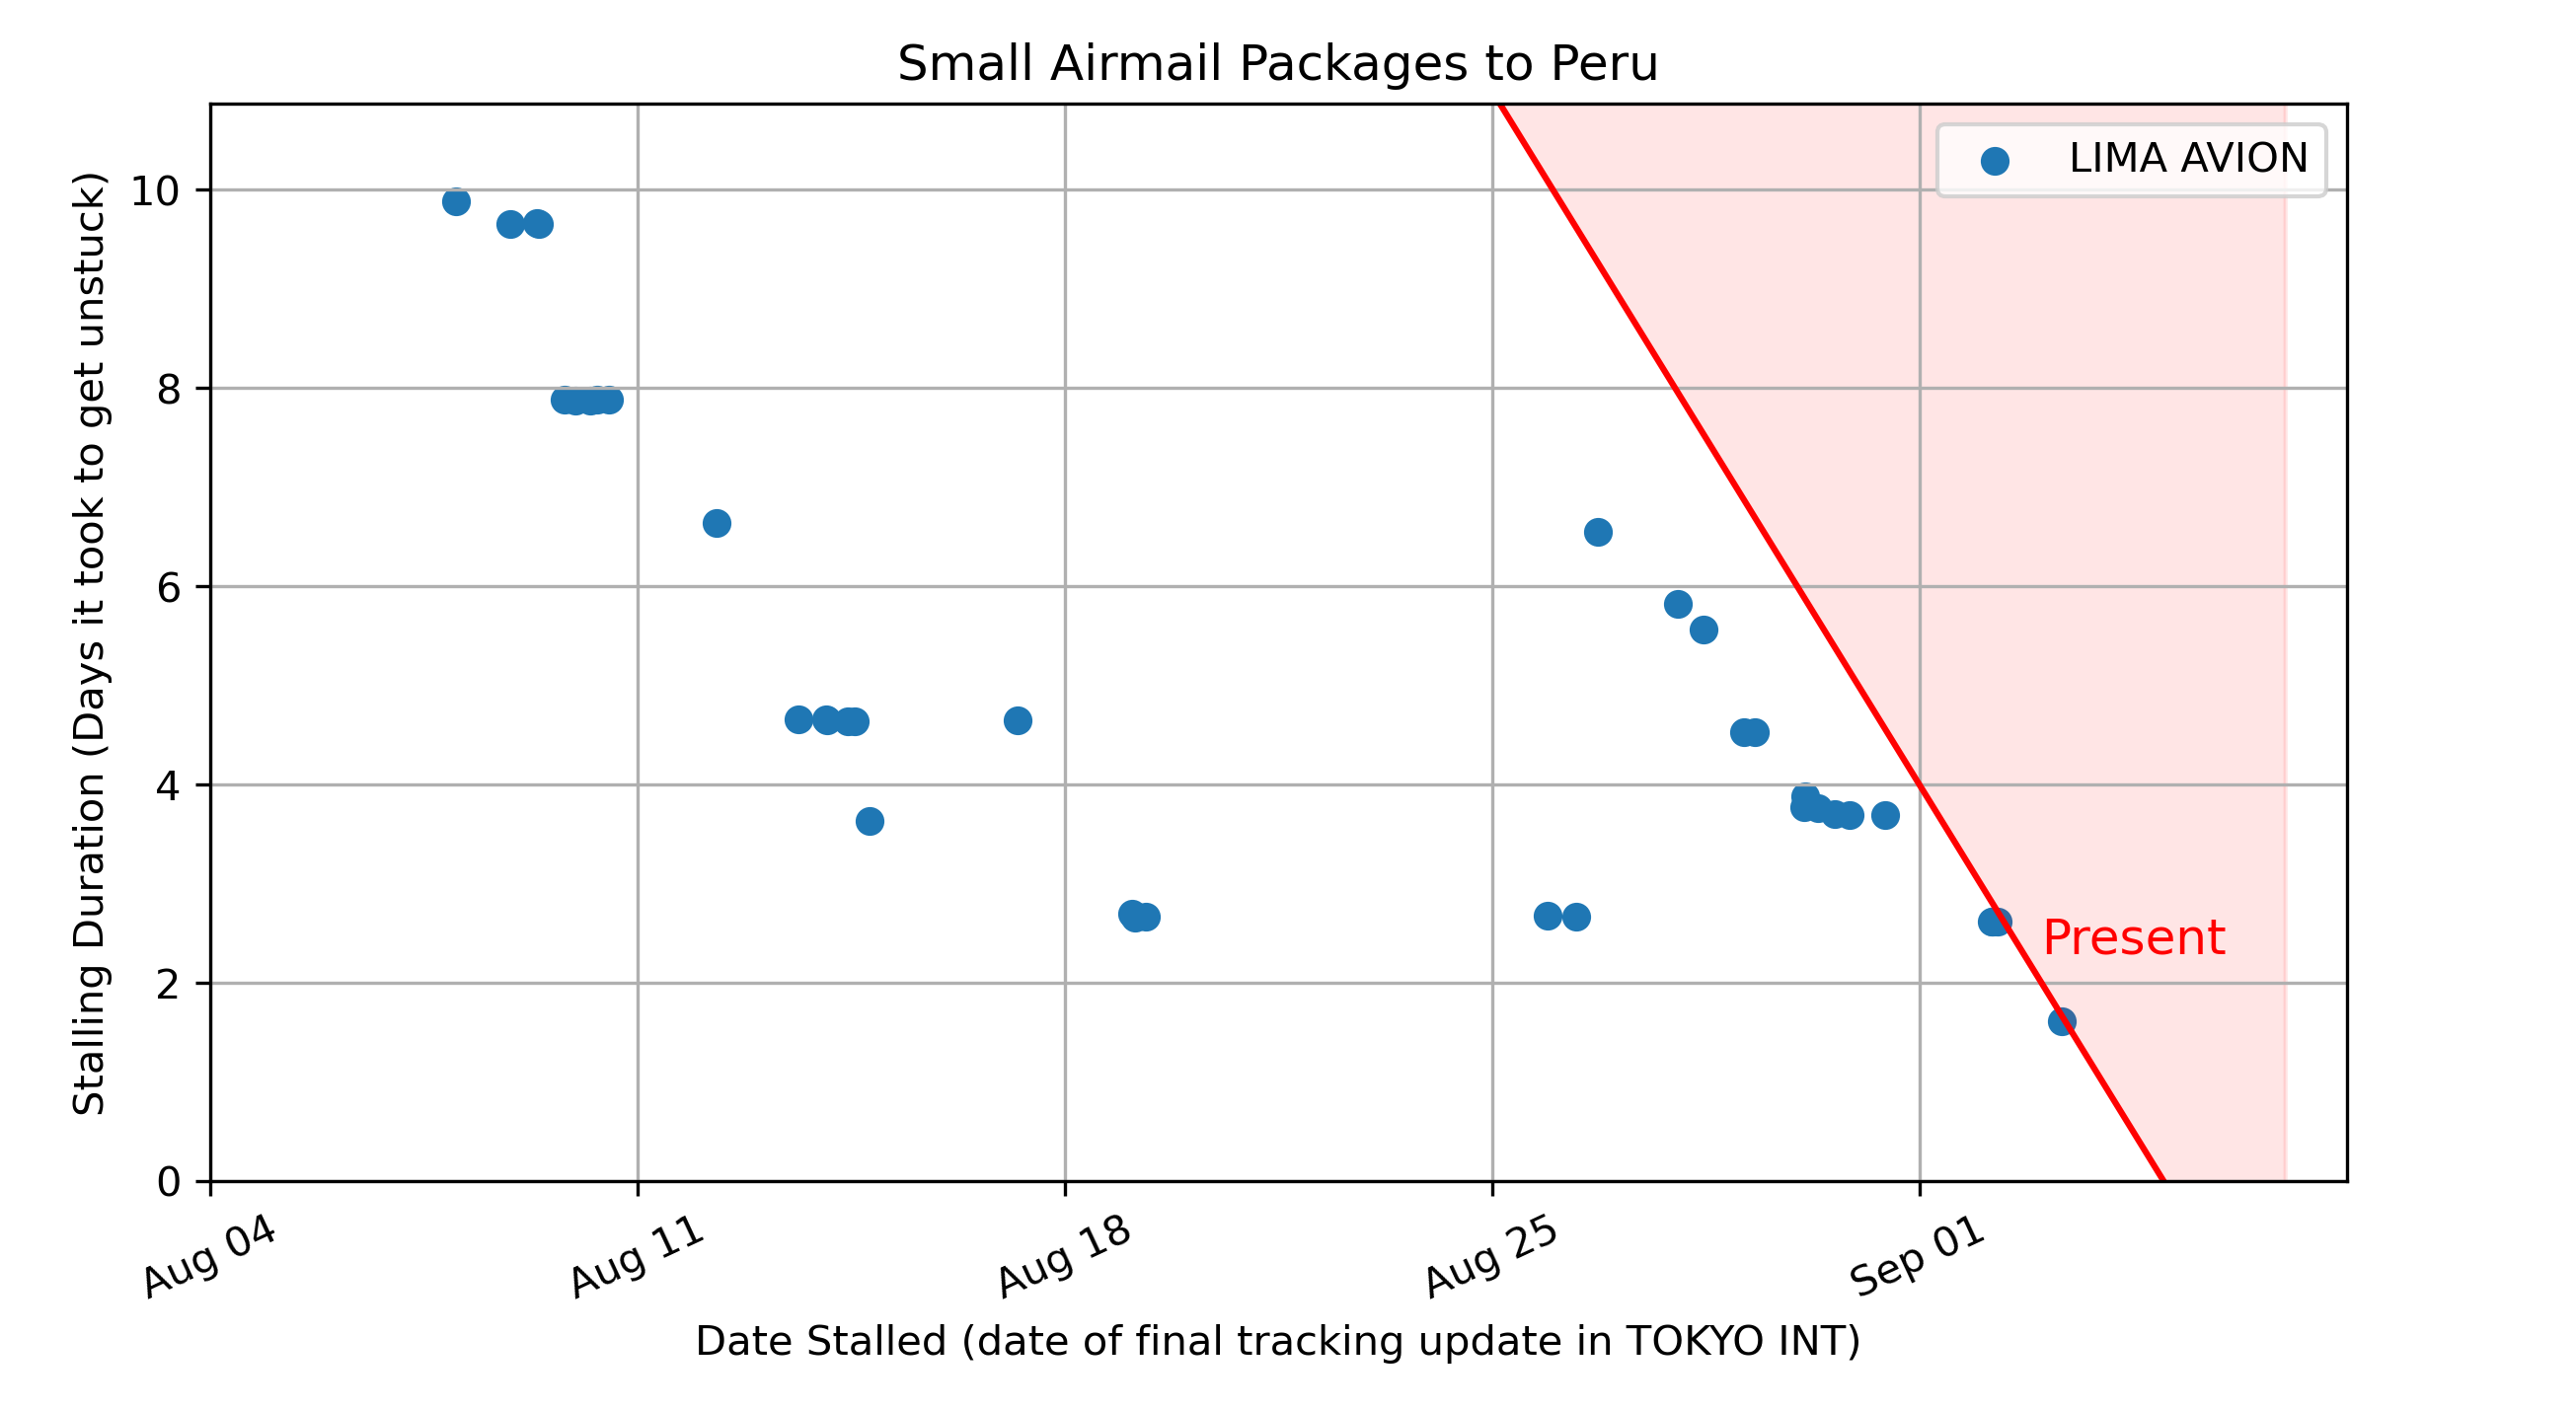 Small Airmail Packages to Peru
LIMA AVION
Stalling Duration (Days it took to get unstuck)
10
8
6
4
2
0
Present
Aug 04
Aug 11
Aug 18
Aug 25
Sep 01
Date Stalled (date of final tracking update in TOKYO INT)